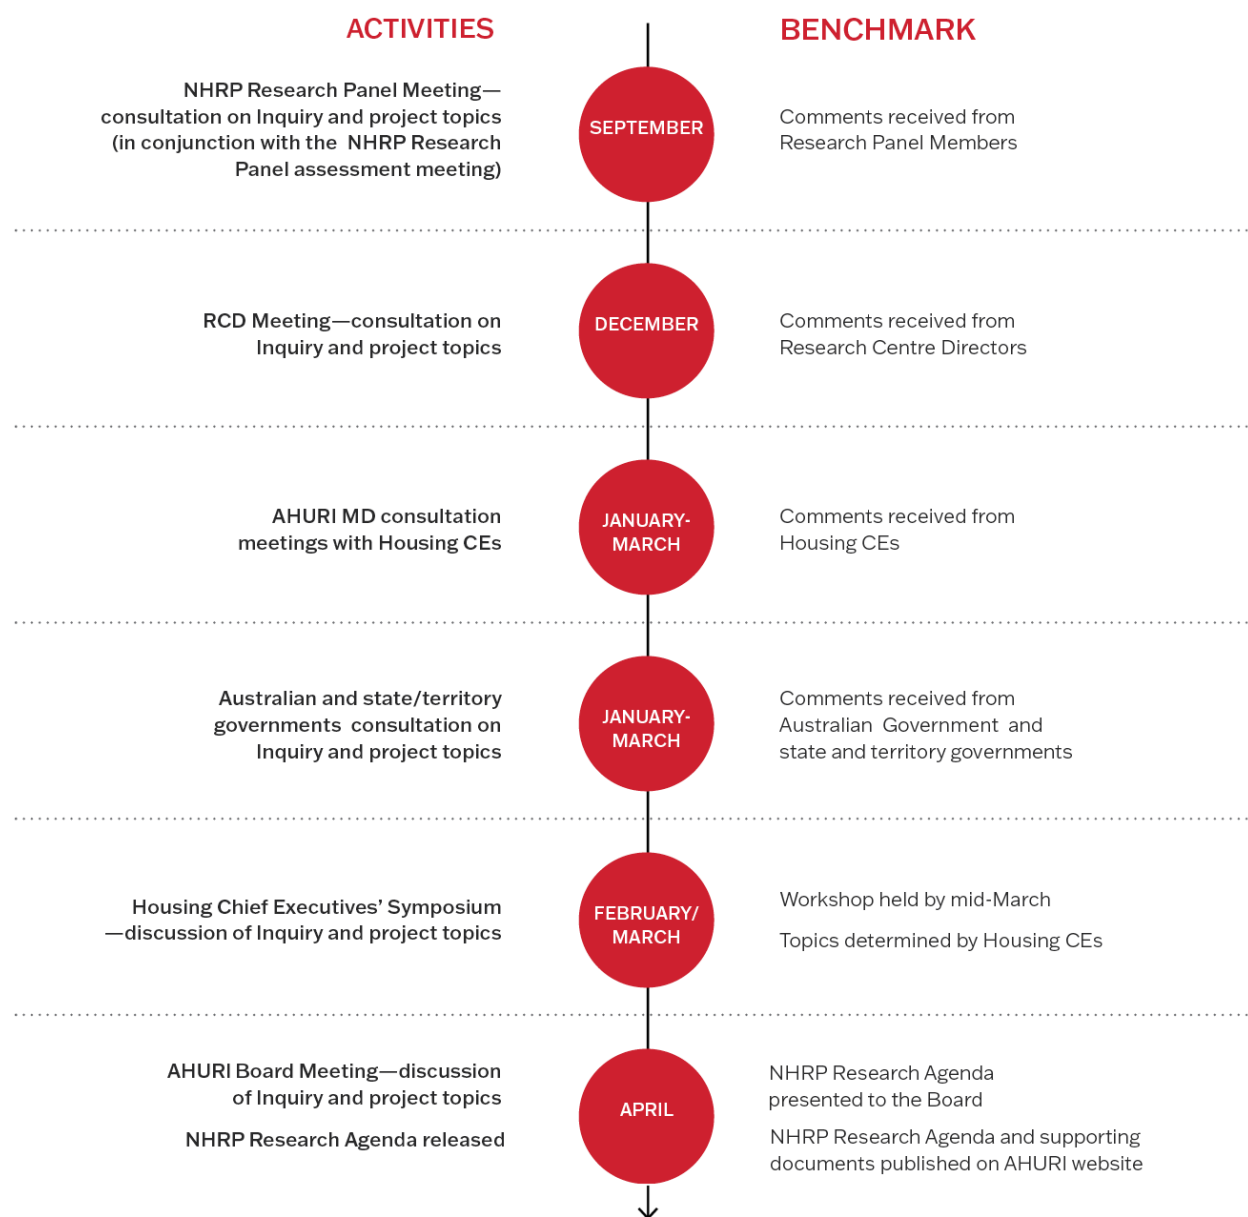 ACTIVITIES
BENCHMARK
NHRP Research Panel Meeting—
consultation on Inquiry and project topics
(in conjunction with the  NHRP Research
Panel assessment meeting)
SEPTEMBER
Comments received from
Research Panel Members
RCD Meeting—consultation on
Inquiry and project topics
DECEMBER
Comments received from
Research Centre Directors
AHURI MD consultation
meetings with Housing CEs
JANUARY-
MARCH
Comments received from
Housing CEs
Australian and state/territory
governments  consultation on
Inquiry and project topics
JANUARY-
MARCH
Comments received from
Australian  Government  and
state and territory governments
Housing Chief Executives’ Symposium
—discussion of Inquiry and project topics
FEBRUARY/
MARCH
Workshop held by mid-March
Topics determined by Housing CEs
AHURI Board Meeting—discussion
of Inquiry and project topics
NHRP Research Agenda released
APRIL
NHRP Research Agenda
presented to the Board
NHRP Research Agenda and supporting
documents published on AHURI website